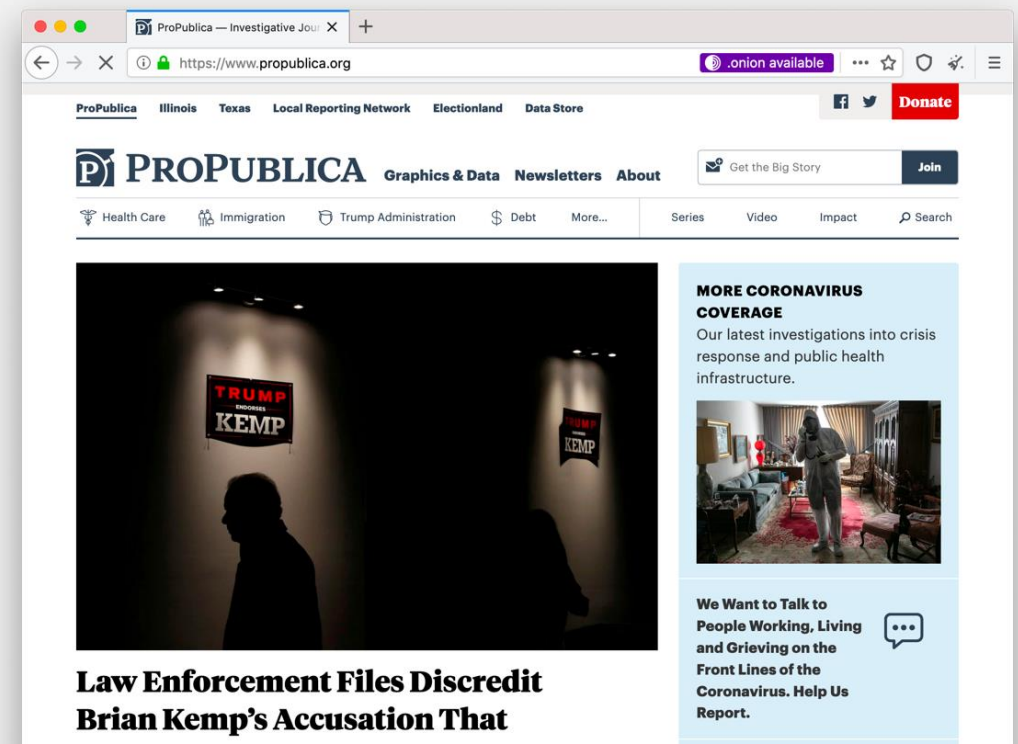 ProPublica — Investigative Jour
https://www.propublica.org
.onion available
ProPublica Illinois Texas Local Reporting Network Electionland Data Store
Donate
PROPUBLICA
Graphics & Data Newsletters About
Get the Big Story
Join
Health Care Immigration Trump Administration Debt More... Series Video Impact Search
TRUMP
ENDORSES
KEMP
TRUMP
KEMP
Law Enforcement Files Discredit
Brian Kemp's Accusation That
MORE CORONAVIRUS
COVERAGE
Our latest investigations into crisis
response and public health
infrastructure.
We Want to Talk to
People Working, Living
and Grieving on the
Front Lines of the
Coronavirus. Help Us
Report.